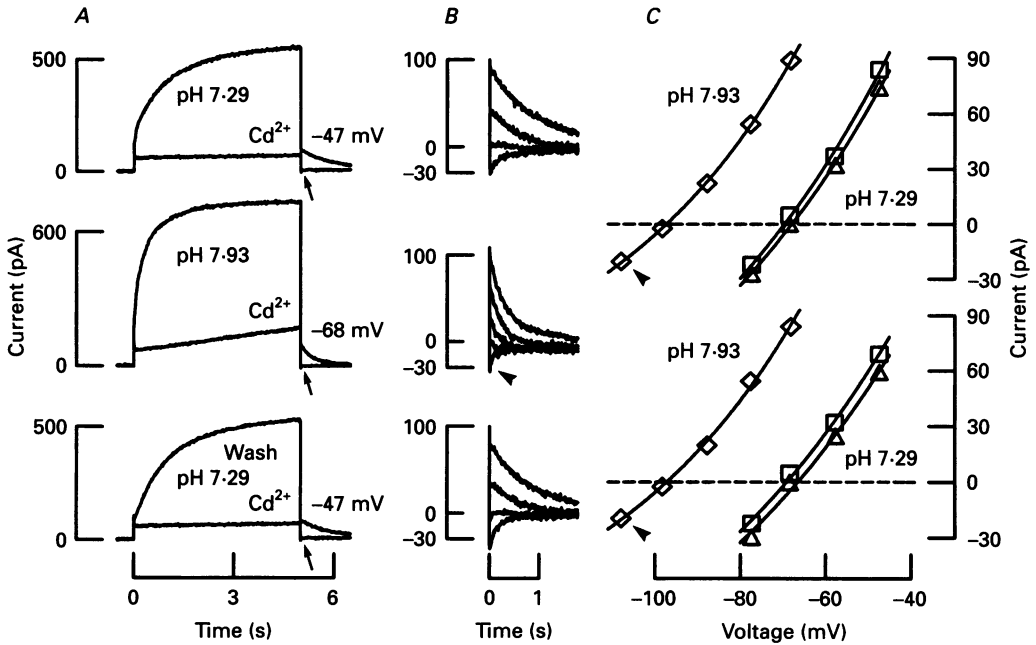 A
B
C
500
0
pH 7·29
Cd2+
−47 mV
600
0
pH 7·93
Cd2+
−68 mV
500
0
Wash
pH 7·29
Cd2+
−47 mV
Current (pA)
0
3
6
Time (s)
100
0
−30
100
0
−30
100
0
−30
0
1
Time (s)
pH 7·93
pH 7·29
90
60
30
0
−30
pH 7·93
pH 7·29
90
60
30
0
−30
Current (pA)
−100
−80
−60
−40
Voltage (mV)